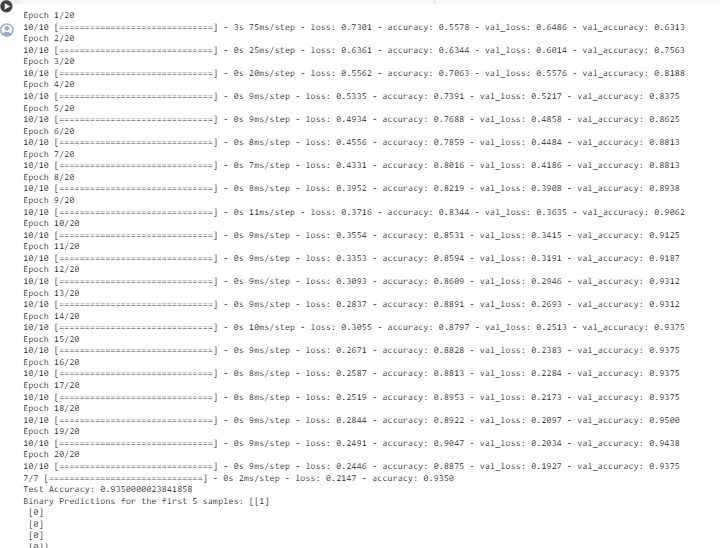 Epoch 1/20
10/10 [==============================] - 3s 75ms/step - loss: 0.7301 - accuracy: 0.5578 - val_loss: 0.6486 - val_accuracy: 0.6313
Epoch 2/20
10/10 [==============================] - 0s 25ms/step - loss: 0.6361 - accuracy: 0.6344 - val_loss: 0.6014 - val_accuracy: 0.7563
Epoch 3/20
10/10 [==============================] - 0s 20ms/step - loss: 0.5562 - accuracy: 0.7063 - val_loss: 0.5576 - val_accuracy: 0.8188
Epoch 4/20
10/10 [==============================] - 0s 9ms/step - loss: 0.5335 - accuracy: 0.7391 - val_loss: 0.5217 - val_accuracy: 0.8375
Epoch 5/20
10/10 [==============================] - 0s 9ms/step - loss: 0.4934 - accuracy: 0.7688 - val_loss: 0.4858 - val_accuracy: 0.8625
Epoch 6/20
10/10 [==============================] - 0s 8ms/step - loss: 0.4556 - accuracy: 0.7859 - val_loss: 0.4484 - val_accuracy: 0.8813
Epoch 7/20
10/10 [==============================] - 0s 7ms/step - loss: 0.4331 - accuracy: 0.8016 - val_loss: 0.4186 - val_accuracy: 0.8813
Epoch 8/20
10/10 [==============================] - 0s 8ms/step - loss: 0.3952 - accuracy: 0.8219 - val_loss: 0.3908 - val_accuracy: 0.8938
Epoch 9/20
10/10 [==============================] - 0s 11ms/step - loss: 0.3716 - accuracy: 0.8344 - val_loss: 0.3635 - val_accuracy: 0.9062
Epoch 10/20
10/10 [==============================] - 0s 9ms/step - loss: 0.3554 - accuracy: 0.8531 - val_loss: 0.3415 - val_accuracy: 0.9125
Epoch 11/20
10/10 [==============================] - 0s 9ms/step - loss: 0.3353 - accuracy: 0.8594 - val_loss: 0.3191 - val_accuracy: 0.9187
Epoch 12/20
10/10 [==============================] - 0s 9ms/step - loss: 0.3093 - accuracy: 0.8609 - val_loss: 0.2946 - val_accuracy: 0.9312
Epoch 13/20
10/10 [==============================] - 0s 9ms/step - loss: 0.2837 - accuracy: 0.8891 - val_loss: 0.2693 - val_accuracy: 0.9312
Epoch 14/20
10/10 [==============================] - 0s 10ms/step - loss: 0.3055 - accuracy: 0.8797 - val_loss: 0.2513 - val_accuracy: 0.9375
Epoch 15/20
10/10 [==============================] - 0s 9ms/step - loss: 0.2671 - accuracy: 0.8828 - val_loss: 0.2383 - val_accuracy: 0.9375
Epoch 16/20
10/10 [==============================] - 0s 8ms/step - loss: 0.2587 - accuracy: 0.8813 - val_loss: 0.2284 - val_accuracy: 0.9375
Epoch 17/20
10/10 [==============================] - 0s 8ms/step - loss: 0.2519 - accuracy: 0.8953 - val_loss: 0.2173 - val_accuracy: 0.9375
Epoch 18/20
10/10 [==============================] - 0s 9ms/step - loss: 0.2844 - accuracy: 0.8922 - val_loss: 0.2097 - val_accuracy: 0.9500
Epoch 19/20
10/10 [==============================] - 0s 9ms/step - loss: 0.2491 - accuracy: 0.9047 - val_loss: 0.2034 - val_accuracy: 0.9438
Epoch 20/20
10/10 [==============================] - 0s 9ms/step - loss: 0.2446 - accuracy: 0.8875 - val_loss: 0.1927 - val_accuracy: 0.9375
7/7 [==============================] - 0s 2ms/step - loss: 0.2147 - accuracy: 0.9350
Test Accuracy: 0.9350000023841858
Binary Predictions for the first 5 samples: [[1]
[0]
[0]
[0]
[0]]